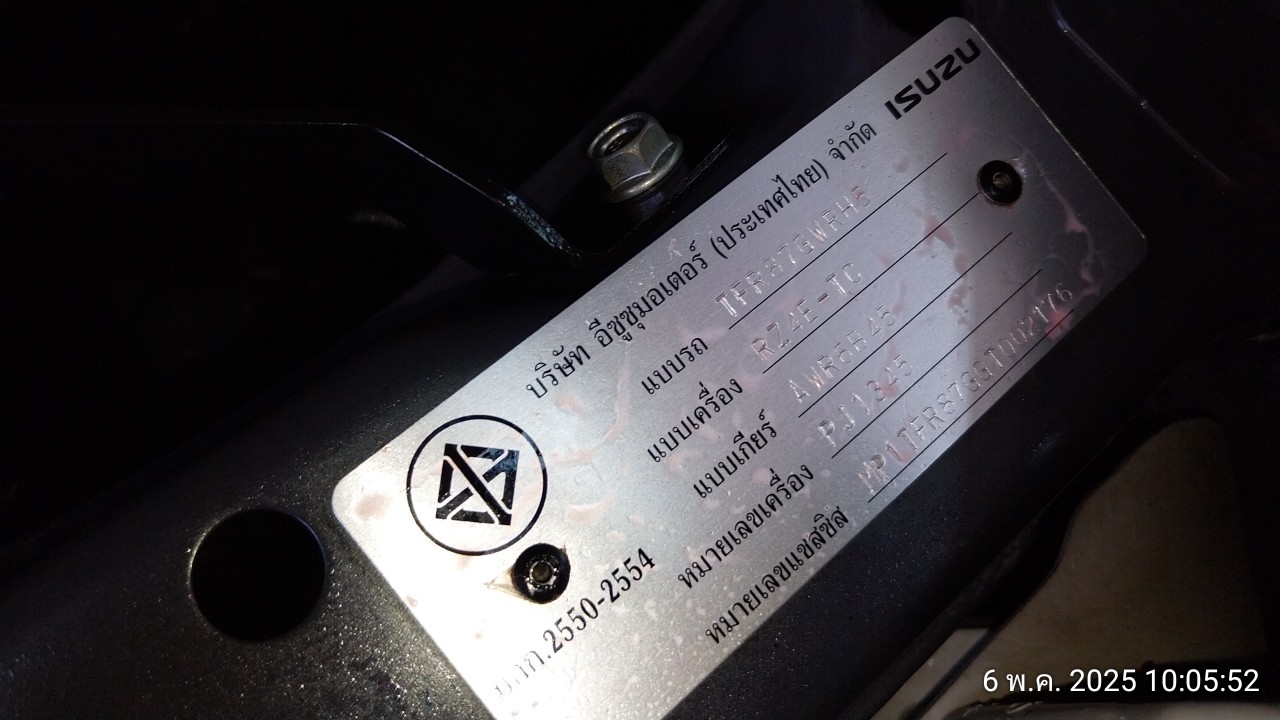 ISUZU
บริษัท อีซูซุมอเตอร์ (ประเทศไทย) จำกัด
แบบรถ TFR87GWRH5
แบบเครื่อง RZ4E-TC
แบบเกียร์ AWR6B45
หมายเลขเครื่อง PJ1345
หมายเลขแชสซิส MP1TFR87GGT002176
มอก.2550-2554
6 พ.ค. 2025 10:05:52